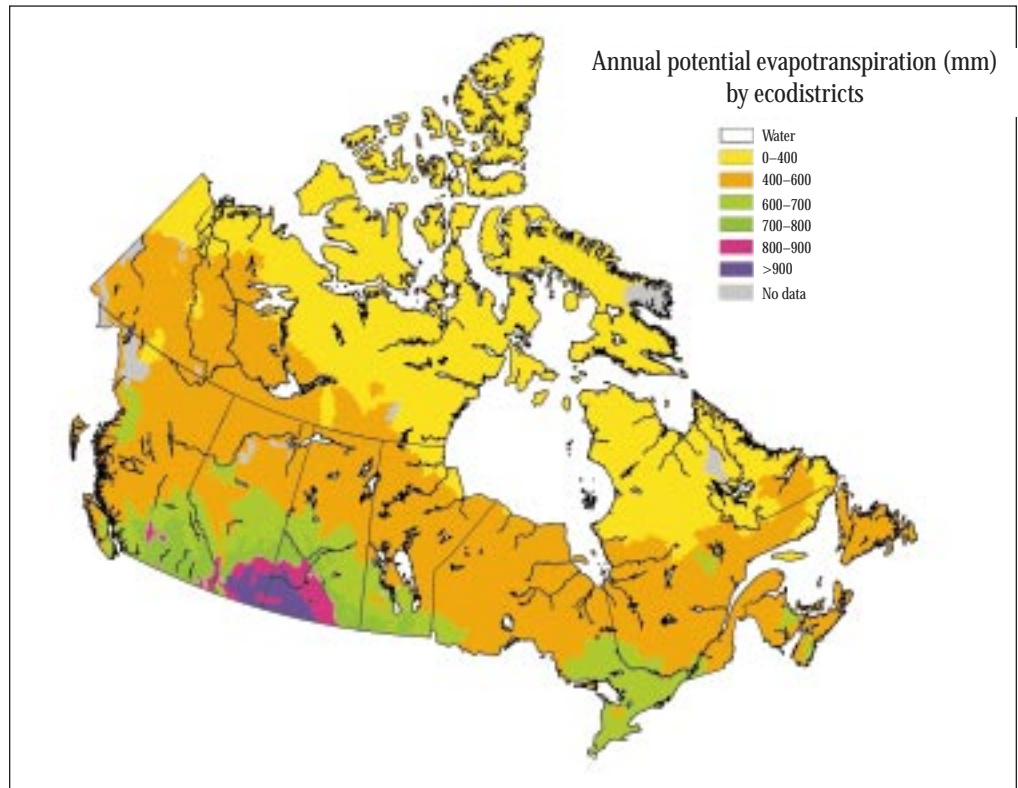 Annual potential evapotranspiration (mm)
by ecodistricts
Water
0–400
400–600
600–700
700–800
800–900
>900
No data